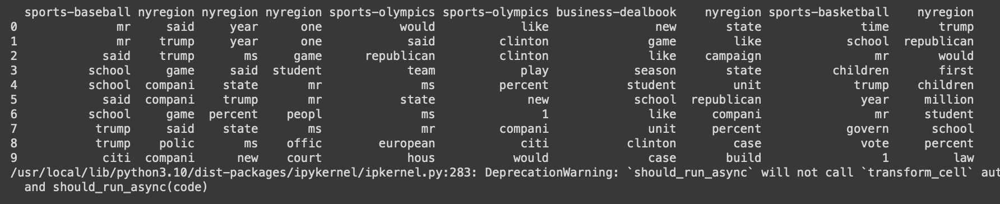 sports-baseball nyregion nyregion nyregion sports-olympics sports-olympics business-dealbook nyregion sports-basketball nyregion
0 mr said year one would like new state time trump
1 mr trump year one said clinton game like school republican
2 said trump ms game republican clinton like campaign mr would
3 school game said student team play season state children first
4 school compani state mr ms percent student unit trump children
5 said compani trump mr state new school republican year million
6 school game percent peopl ms 1 like compani mr student
7 trump said state ms mr compani unit percent govern school
8 trump polic ms offic european citi clinton case vote percent
9 citi compani new court hous would case build 1 law
/usr/local/lib/python3.10/dist-packages/ipykernel/ipkernel.py:283: DeprecationWarning: `should_run_async` will not call `transform_cell` aut
and should_run_async(code)